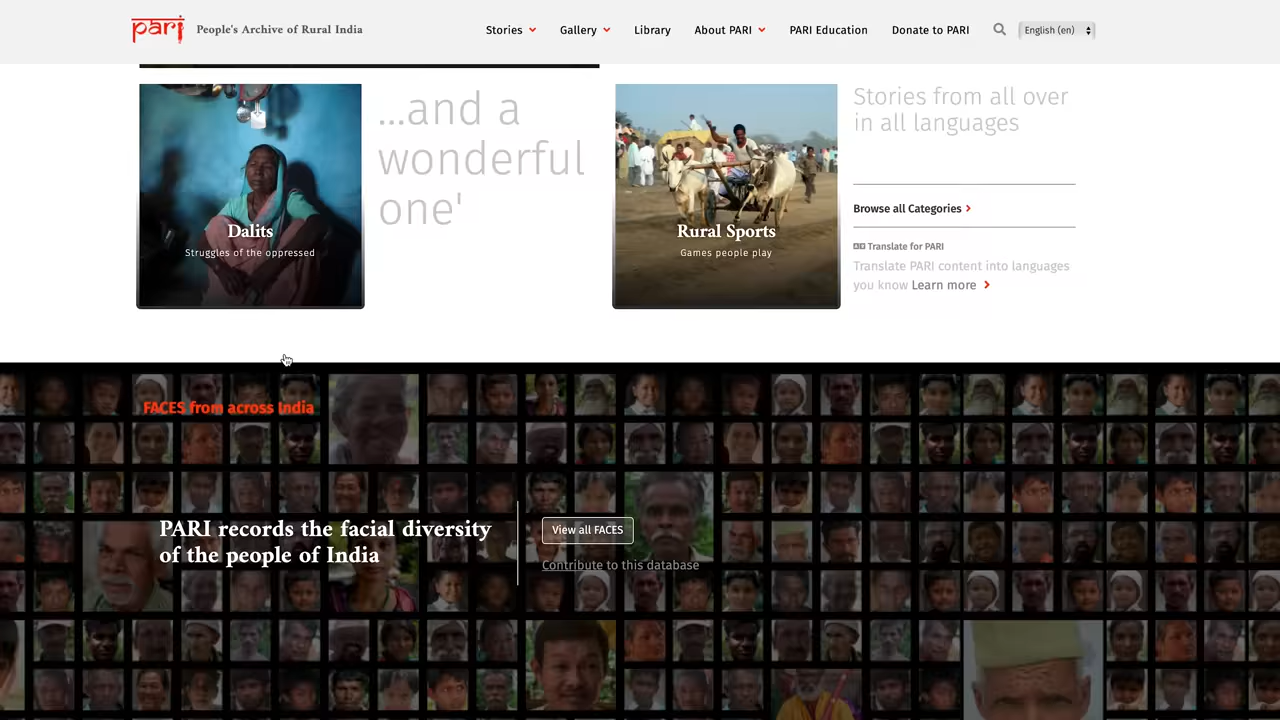 pari People's Archive of Rural India
Stories Gallery Library About PARI PARI Education Donate to PARI English (en)
...and a
wonderful
one'
Dalits
Struggles of the oppressed
Rural Sports
Games people play
Stories from all over
in all languages
Browse all Categories
Translate for PARI
Translate PARI content into languages
you know Learn more
FACES from across India
PARI records the facial diversity
of the people of India
View all FACES
Contribute to this database